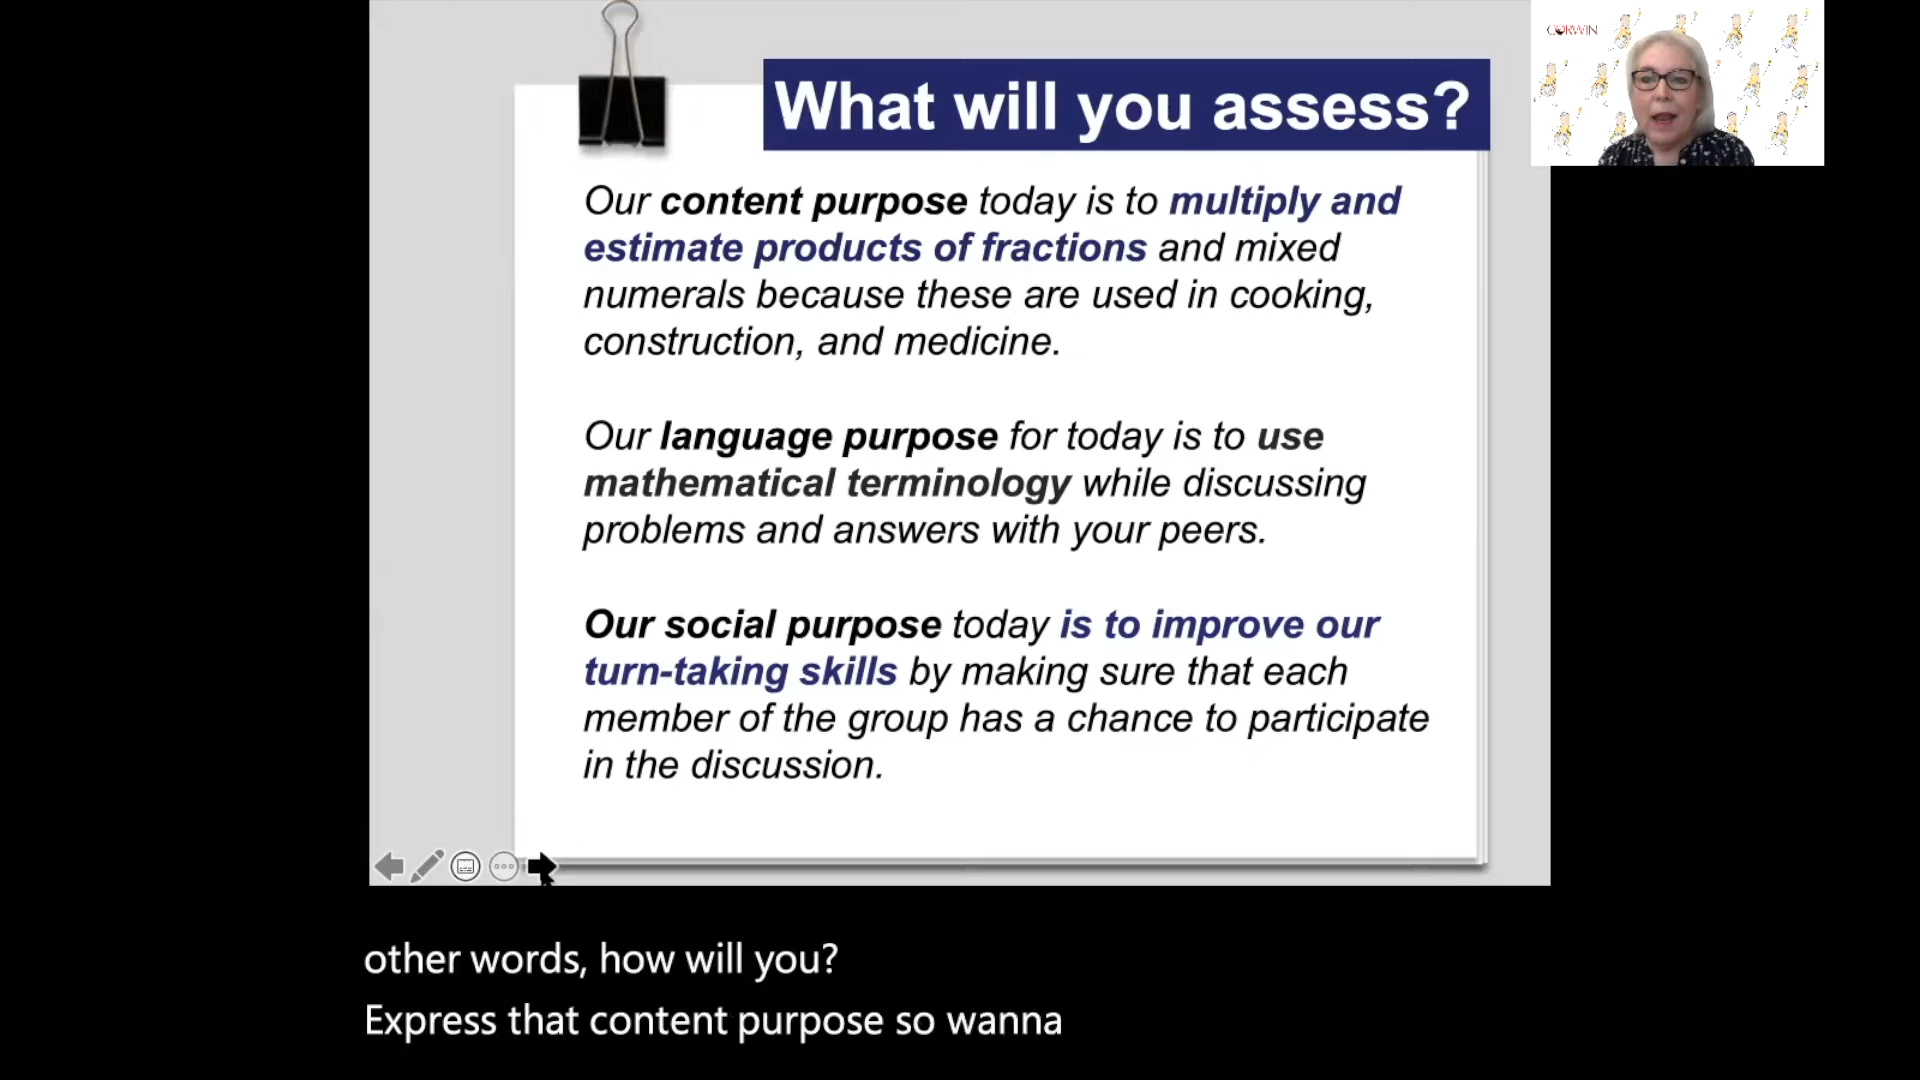 What will you assess?
CORWIN
Our content purpose today is to multiply and
estimate products of fractions and mixed
numerals because these are used in cooking,
construction, and medicine.
Our language purpose for today is to use
mathematical terminology while discussing
problems and answers with your peers.
Our social purpose today is to improve our
turn-taking skills by making sure that each
member of the group has a chance to participate
in the discussion.
other words, how will you?
Express that content purpose so wanna